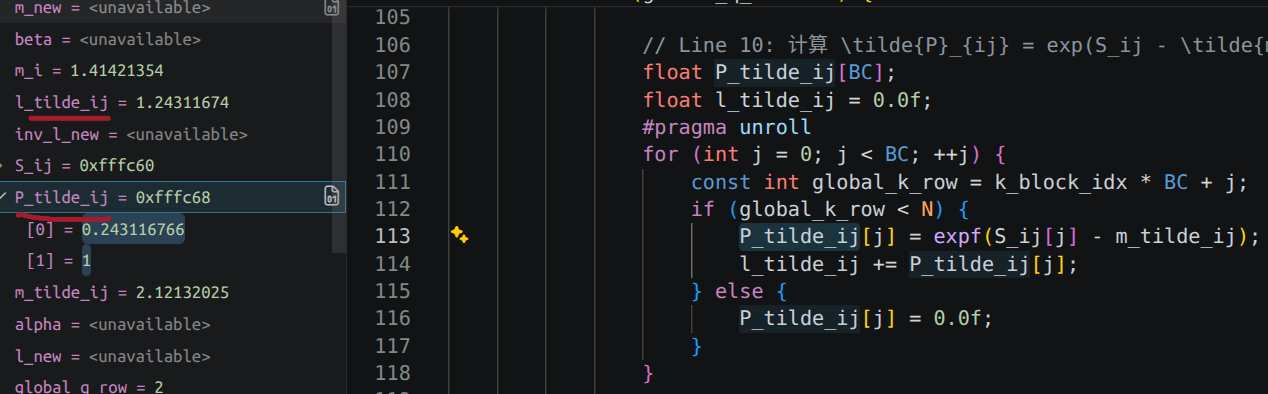 m_new = <unavailable>
beta = <unavailable>
m_i = 1.41421354
l_tilde_ij = 1.24311674
inv_l_new = <unavailable>
S_ij = 0xfffc60
P_tilde_ij = 0xfffc68
[0] = 0.243116766
[1] = 1
m_tilde_ij = 2.12132025
alpha = <unavailable>
l_new = <unavailable>
global_q_row = 2
105
106 // Line 10: 计算 \tilde{P}_{ij} = exp(S_ij - \tilde{m
107 float P_tilde_ij[BC];
108 float l_tilde_ij = 0.0f;
109 #pragma unroll
110 for (int j = 0; j < BC; ++j) {
111 const int global_k_row = k_block_idx * BC + j;
112 if (global_k_row < N) {
113 P_tilde_ij[j] = expf(S_ij[j] - m_tilde_ij);
114 l_tilde_ij += P_tilde_ij[j];
115 } else {
116 P_tilde_ij[j] = 0.0f;
117 }
118 }